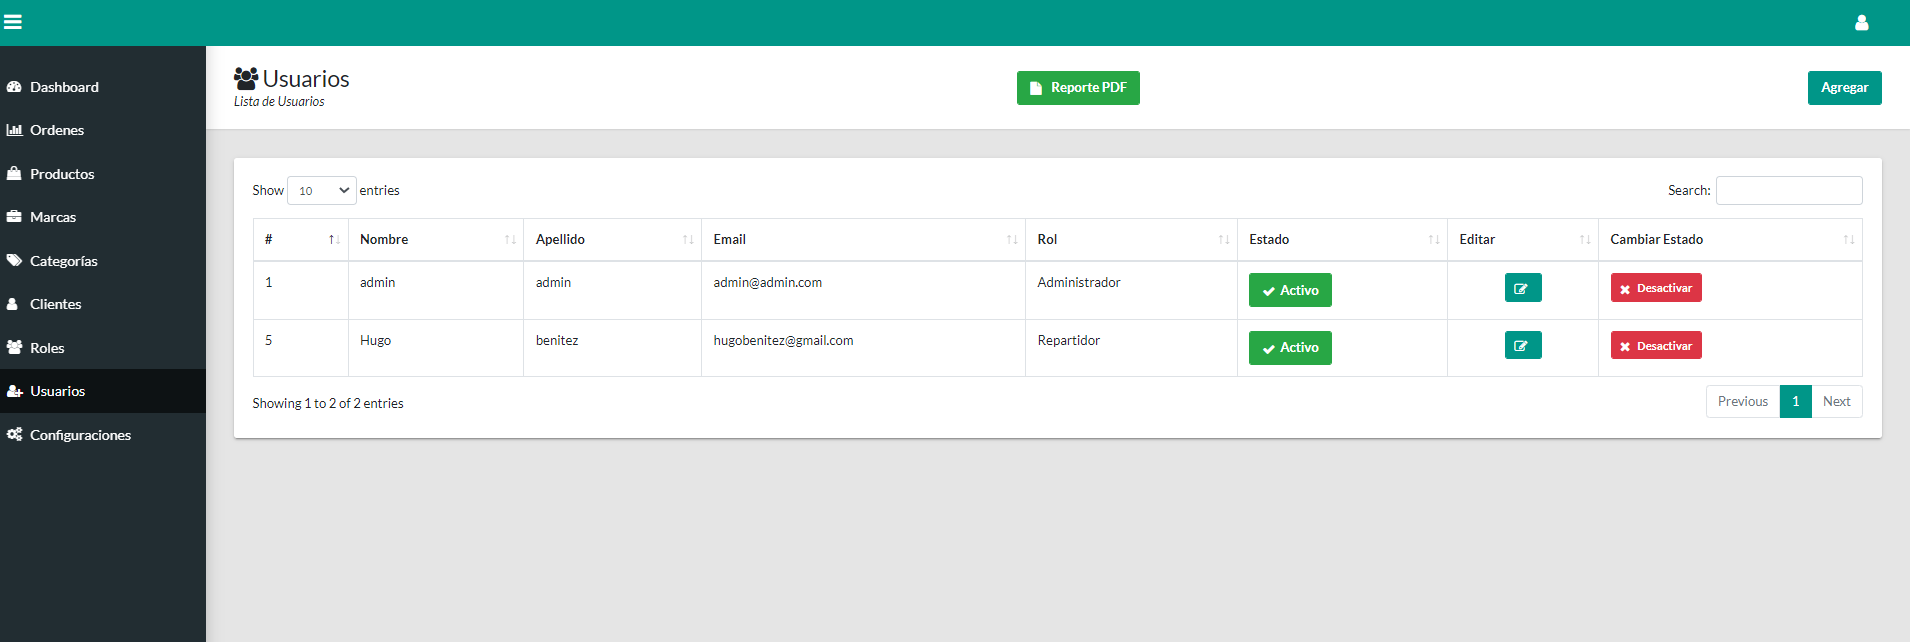 Dashboard
Ordenes
Productos
Marcas
Categorías
Clientes
Roles
Usuarios
Configuraciones
Usuarios
Lista de Usuarios
Reporte PDF
Agregar
Show 10 entries
Search:
# Nombre Apellido Email Rol Estado Editar Cambiar Estado
1 admin admin admin@admin.com Administrador Activo Desactivar
5 Hugo benitez hugobenitez@gmail.com Repartidor Activo Desactivar
Showing 1 to 2 of 2 entries
Previous 1 Next